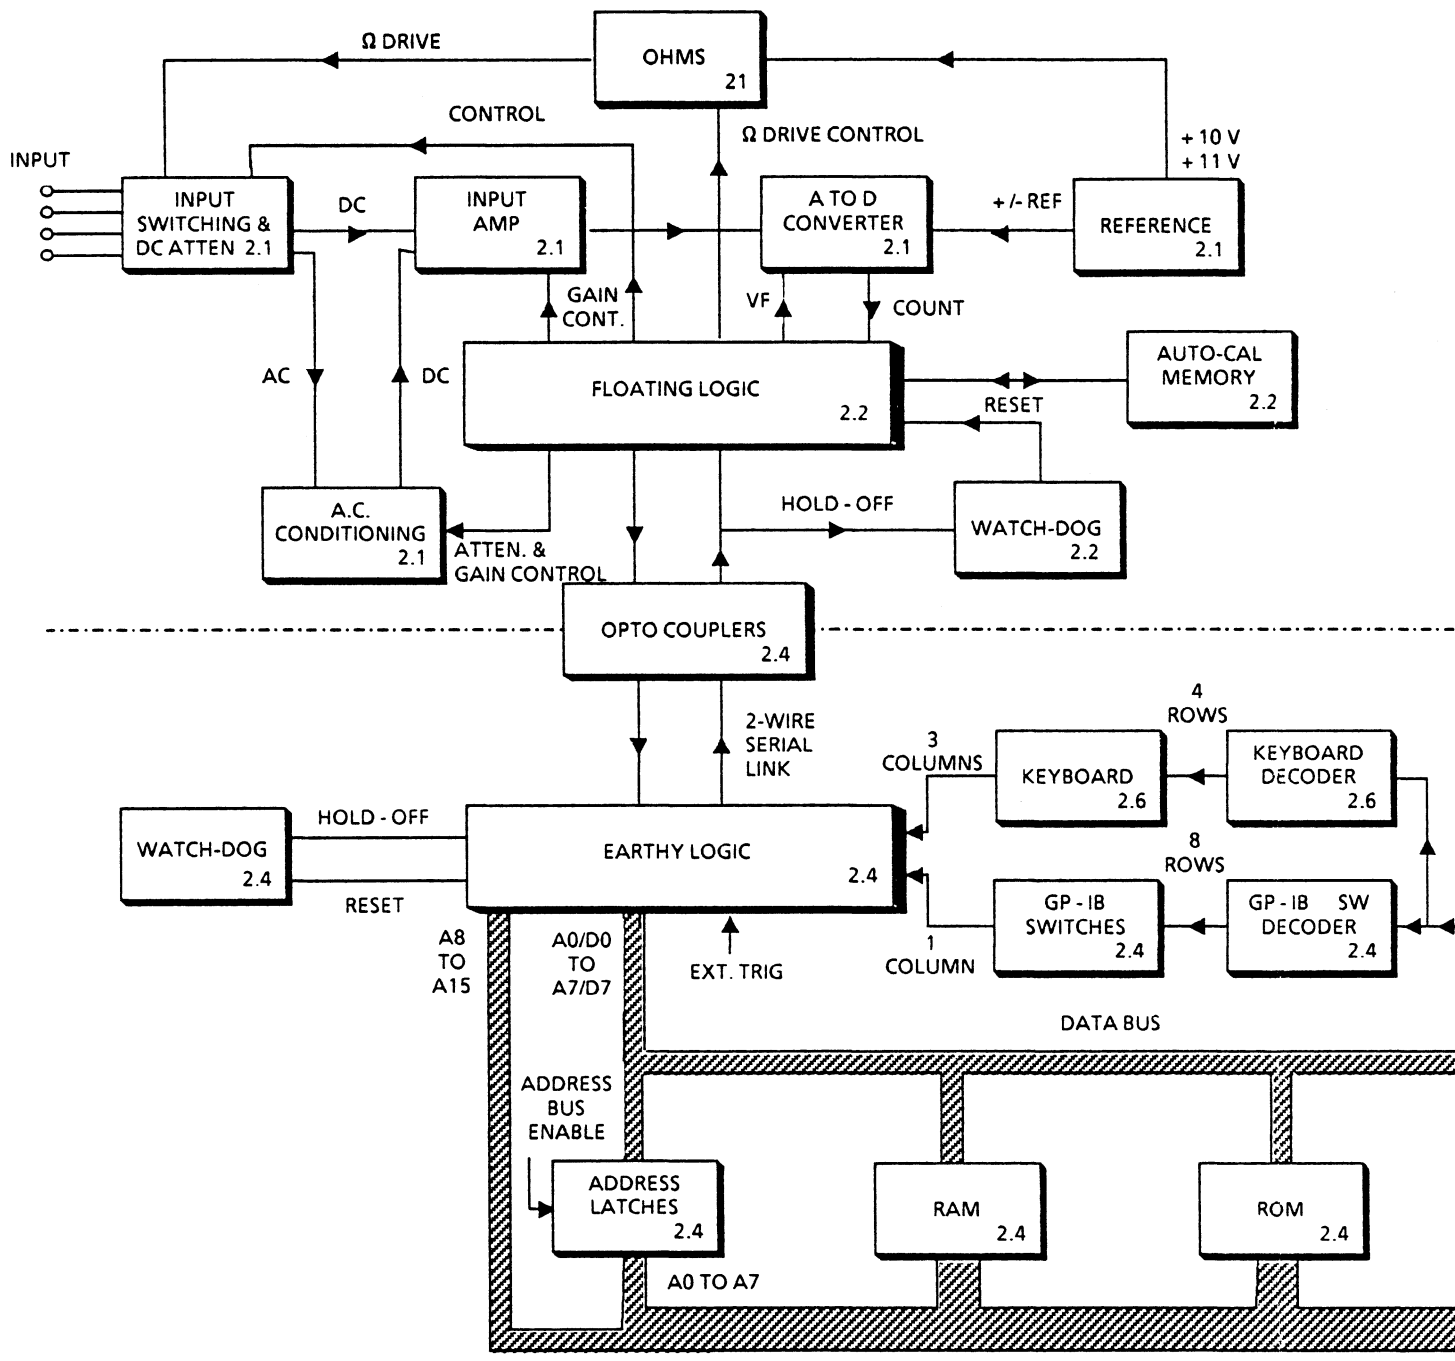 Ω DRIVE
OHMS
21
CONTROL
Ω DRIVE CONTROL
+ 10 V
+ 11 V
INPUT
INPUT
SWITCHING &
DC ATTEN 2.1
DC
INPUT
AMP
2.1
A TO D
CONVERTER
2.1
+/- REF
REFERENCE
2.1
GAIN
CONT.
VF
COUNT
AC
DC
FLOATING LOGIC
2.2
AUTO-CAL
MEMORY
2.2
RESET
A.C.
CONDITIONING
2.1
ATTEN. &
GAIN CONTROL
HOLD - OFF
WATCH-DOG
2.2
OPTO COUPLERS
2.4
2-WIRE
SERIAL
LINK
3
COLUMNS
KEYBOARD
2.6
4
ROWS
KEYBOARD
DECODER
2.6
WATCH-DOG
2.4
HOLD - OFF
RESET
EARTHY LOGIC
2.4
8
ROWS
GP - IB
SWITCHES
2.4
GP - IB SW
DECODER
2.4
1
COLUMN
A8
TO
A15
A0/D0
TO
A7/D7
EXT. TRIG
DATA BUS
ADDRESS
BUS
ENABLE
ADDRESS
LATCHES
2.4
RAM
2.4
ROM
2.4
A0 TO A7